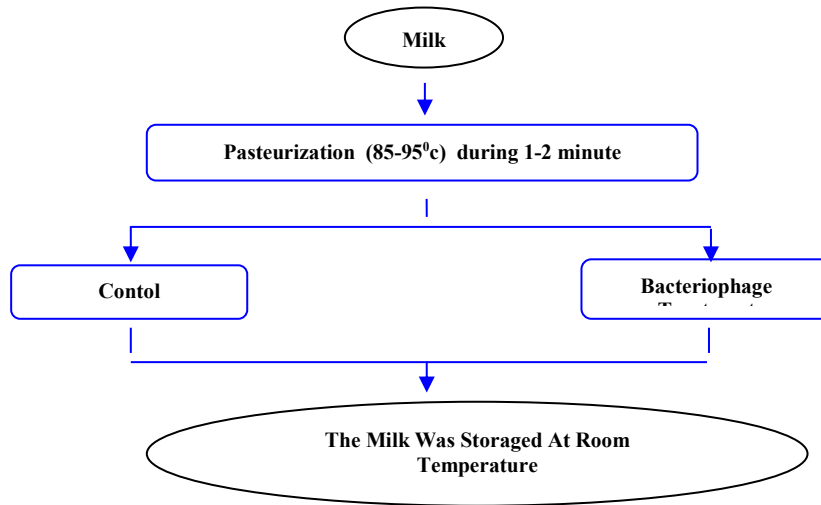 Milk
Pasteurization (85-95⁰c) during 1-2 minute
Contol
Bacteriophage
The Milk Was Storaged At Room
Temperature